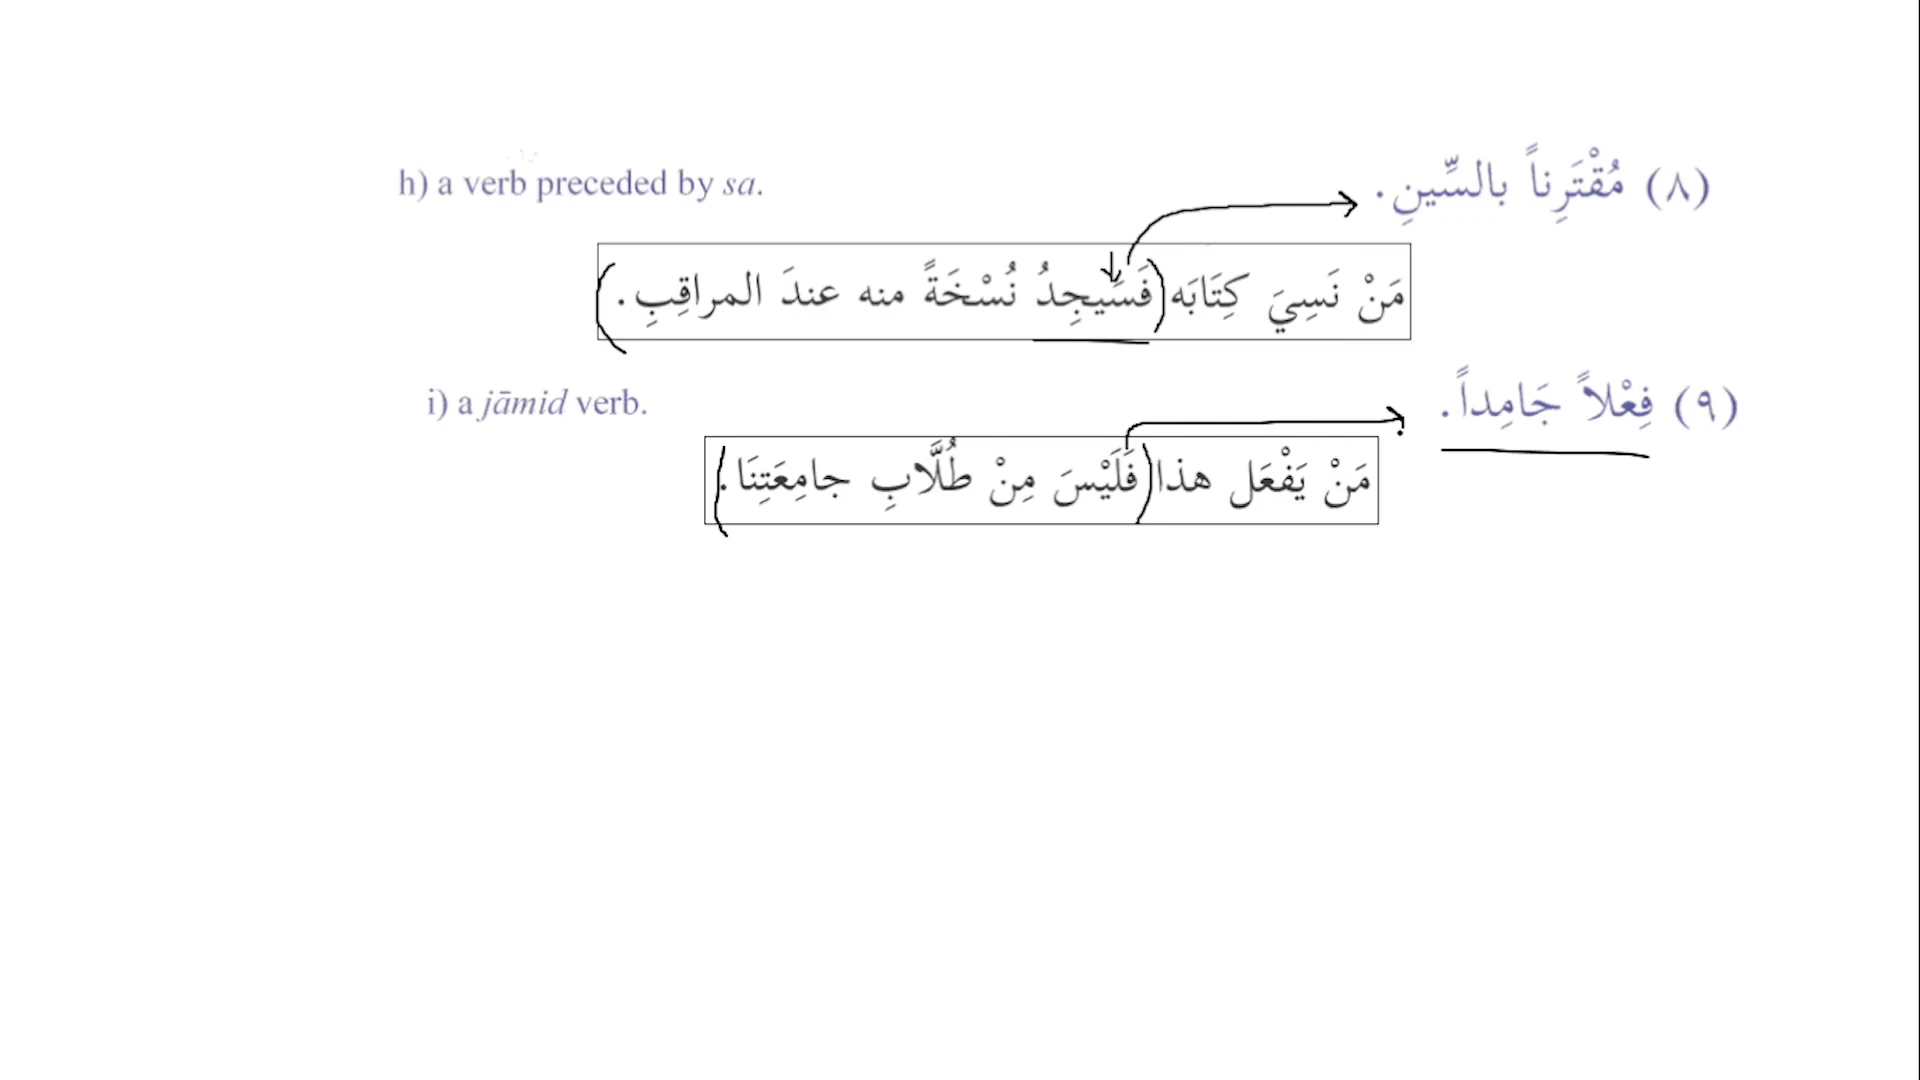 h) a verb preceded by sa.
(٨) مُقْتَرِناً بالسِّينِ.
مَنْ نَسِيَ كِتَابَه فَسَيجِدُ نُسْخَةً منه عندَ المراقِبِ.
i) a jāmid verb.
(٩) فِعْلاً جَامِداً.
مَنْ يَفْعَل هذا فَلَيْسَ مِنْ طُلَّابِ جامِعَتِنَا.